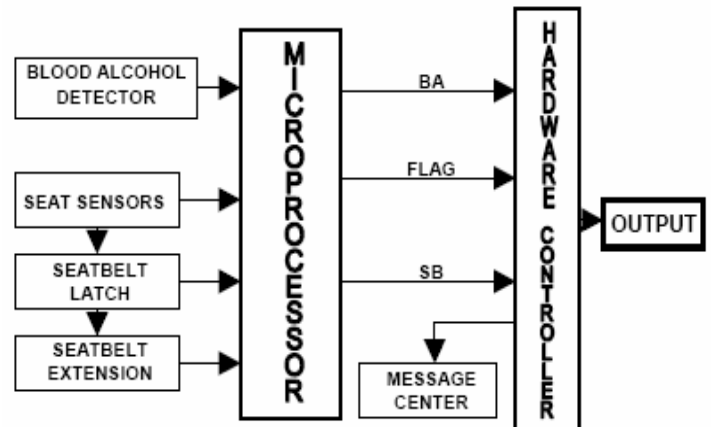 BLOOD ALCOHOL
DETECTOR
SEAT SENSORS
SEATBELT
LATCH
SEATBELT
EXTENSION
MICROPROCESSOR
BA
FLAG
SB
MESSAGE
CENTER
HARDWARE CONTROLLER
OUTPUT